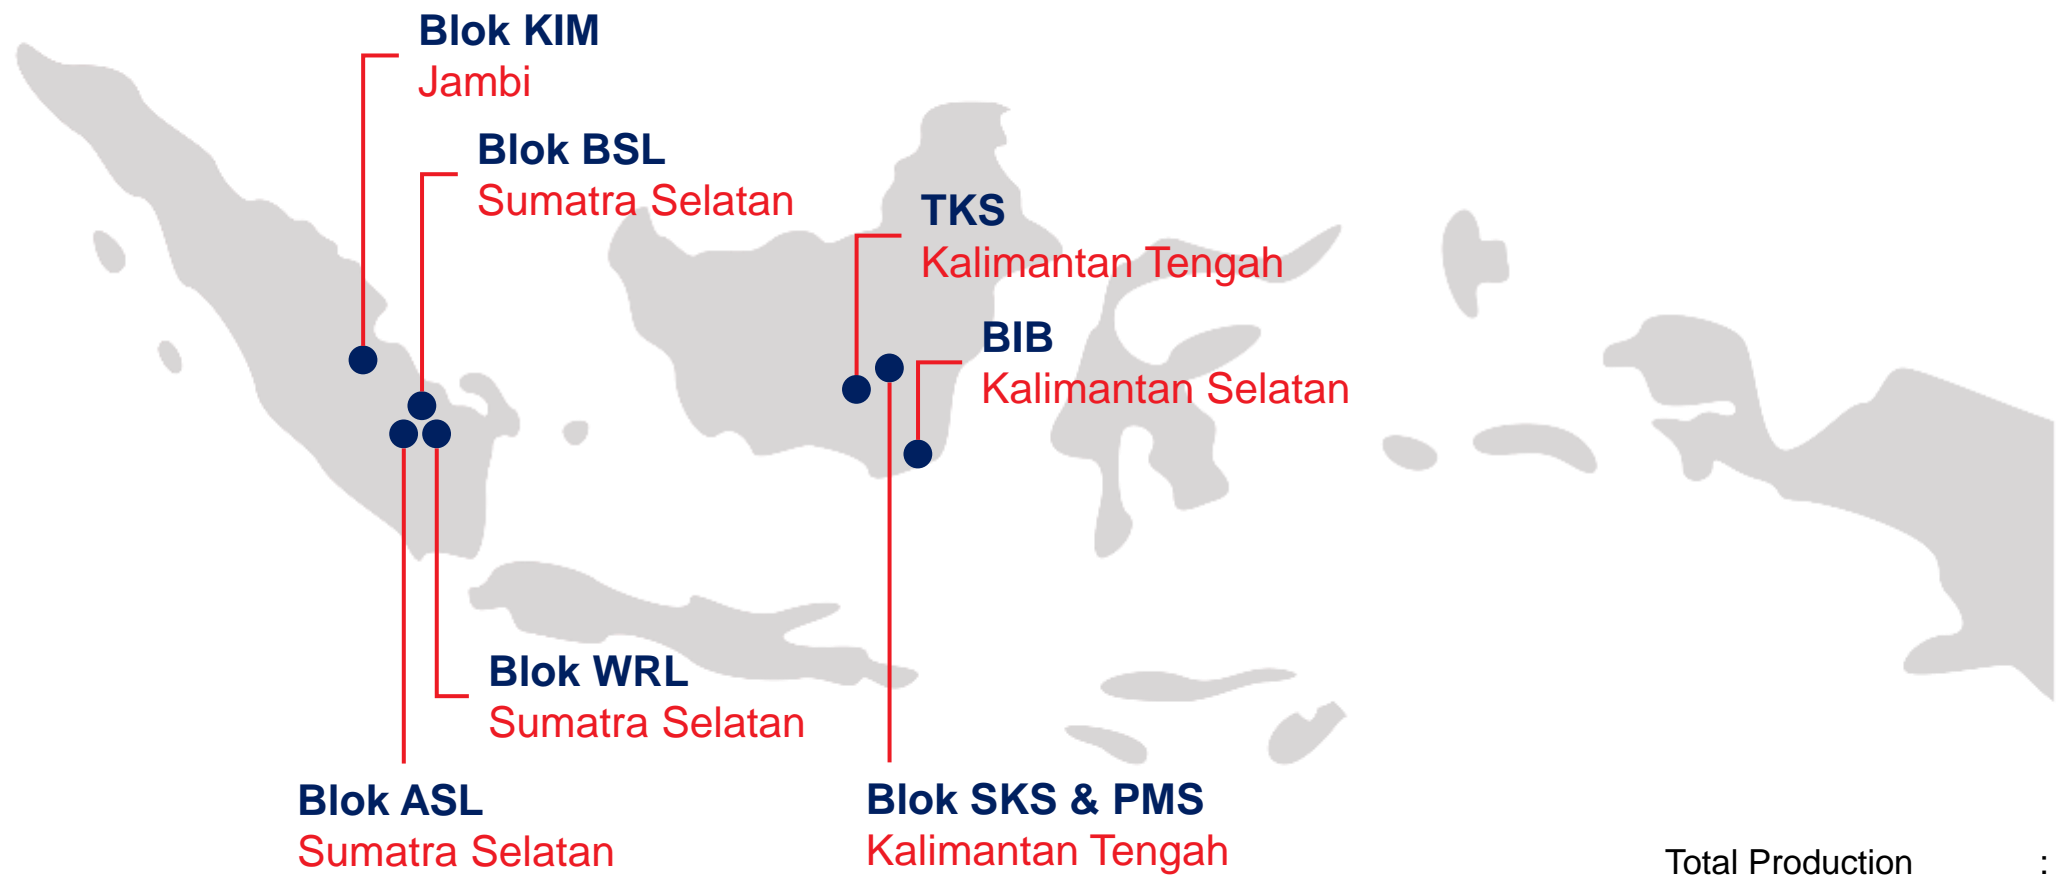 Blok KIM
Jambi
Blok BSL
Sumatra Selatan
TKS
Kalimantan Tengah
BIB
Kalimantan Selatan
Blok WRL
Sumatra Selatan
Blok ASL
Sumatra Selatan
Blok SKS & PMS
Kalimantan Tengah
Total Production :